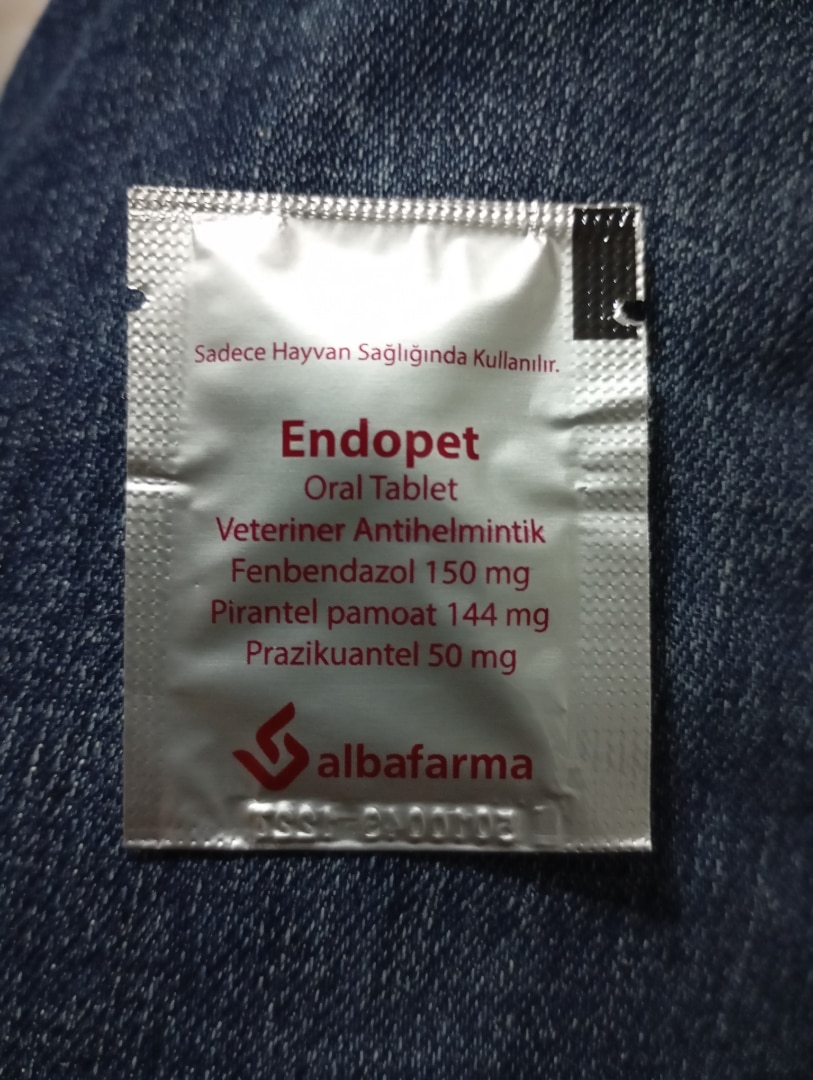 Sadece Hayvan Sağlığında Kullanılır.
Endopet
Oral Tablet
Veteriner Antihelmintik
Fenbendazol 150 mg
Pirantel pamoat 144 mg
Prazikuantel 50 mg
albafarma